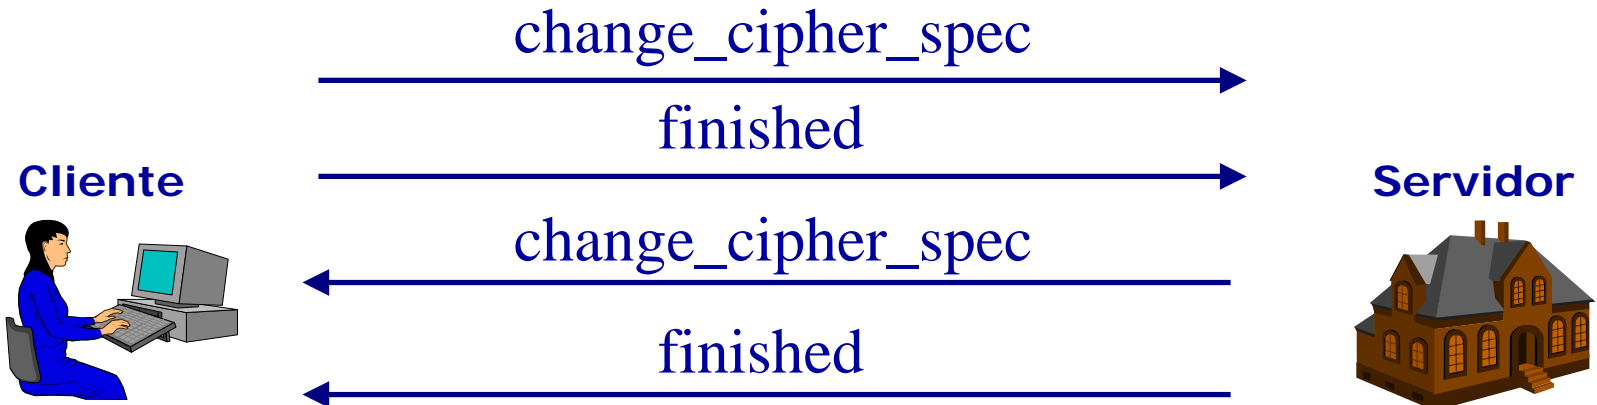 change_cipher_spec
finished
Cliente
Servidor
change_cipher_spec
finished